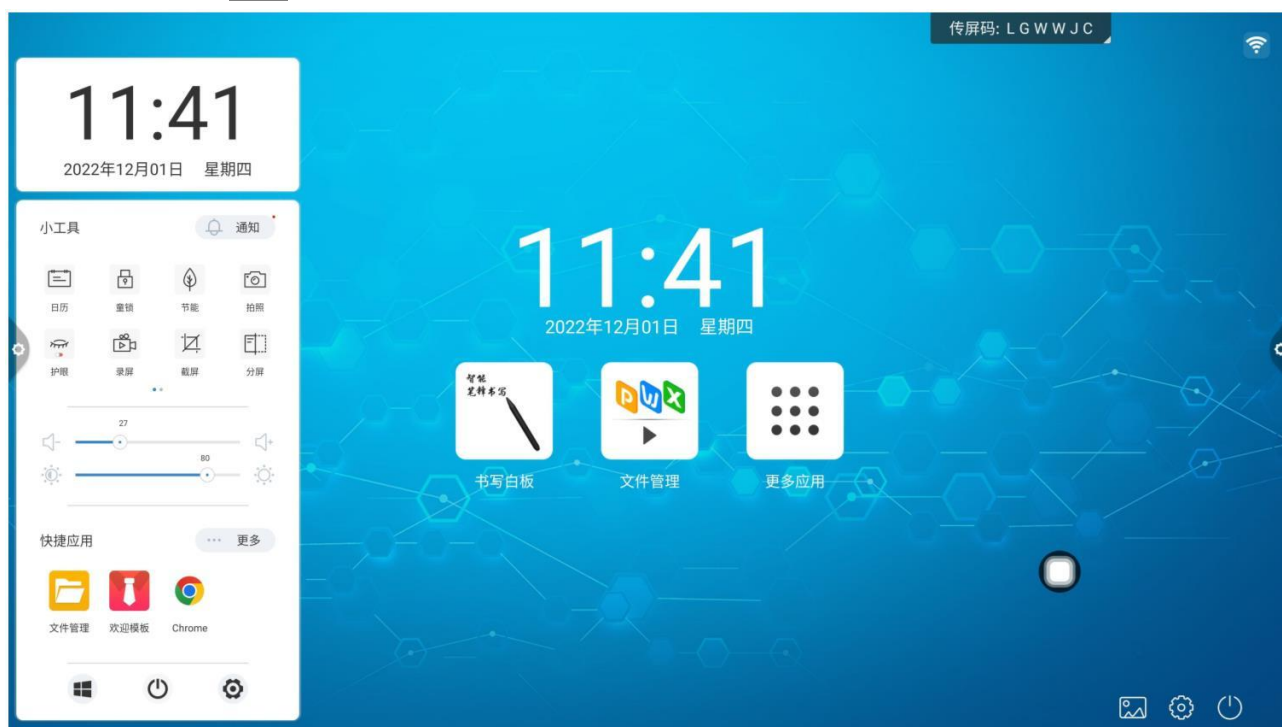 传屏码: LGWWJC
11:41
2022年12月01日 星期四
小工具 通知
日历 童锁 节能 拍照
护眼 录屏 截屏 分屏
27
80
快捷应用 ··· 更多
文件管理 欢迎模板 Chrome
11:41
2022年12月01日 星期四
智能
笔锋书写
PWX
书写白板 文件管理 更多应用